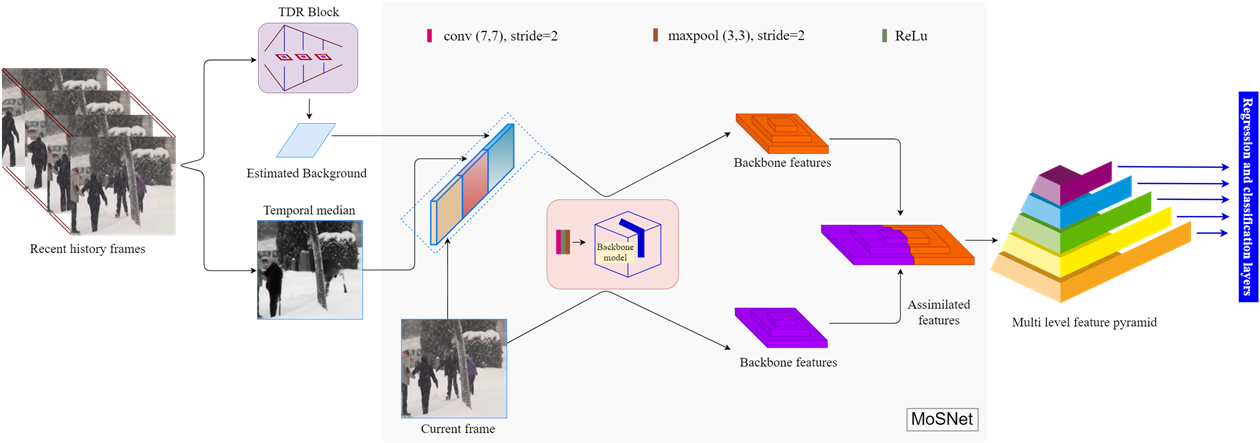 TDR Block
conv (7,7), stride=2
maxpool (3,3), stride=2
ReLu
Estimated Background
Backbone features
Recent history frames
Temporal median
Backbone
model
Assimilated
features
Multi level feature pyramid
Regression and classification layers
Backbone features
Current frame
MoSNet